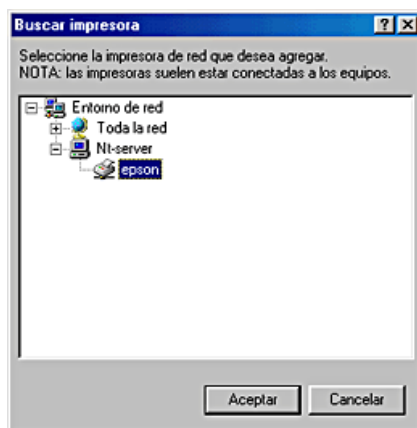 Buscar impresora
Seleccione la impresora de red que desea agregar.
NOTA: las impresoras suelen estar conectadas a los equipos.
Entorno de red
Toda la red
Nt-server
epson
Aceptar Cancelar